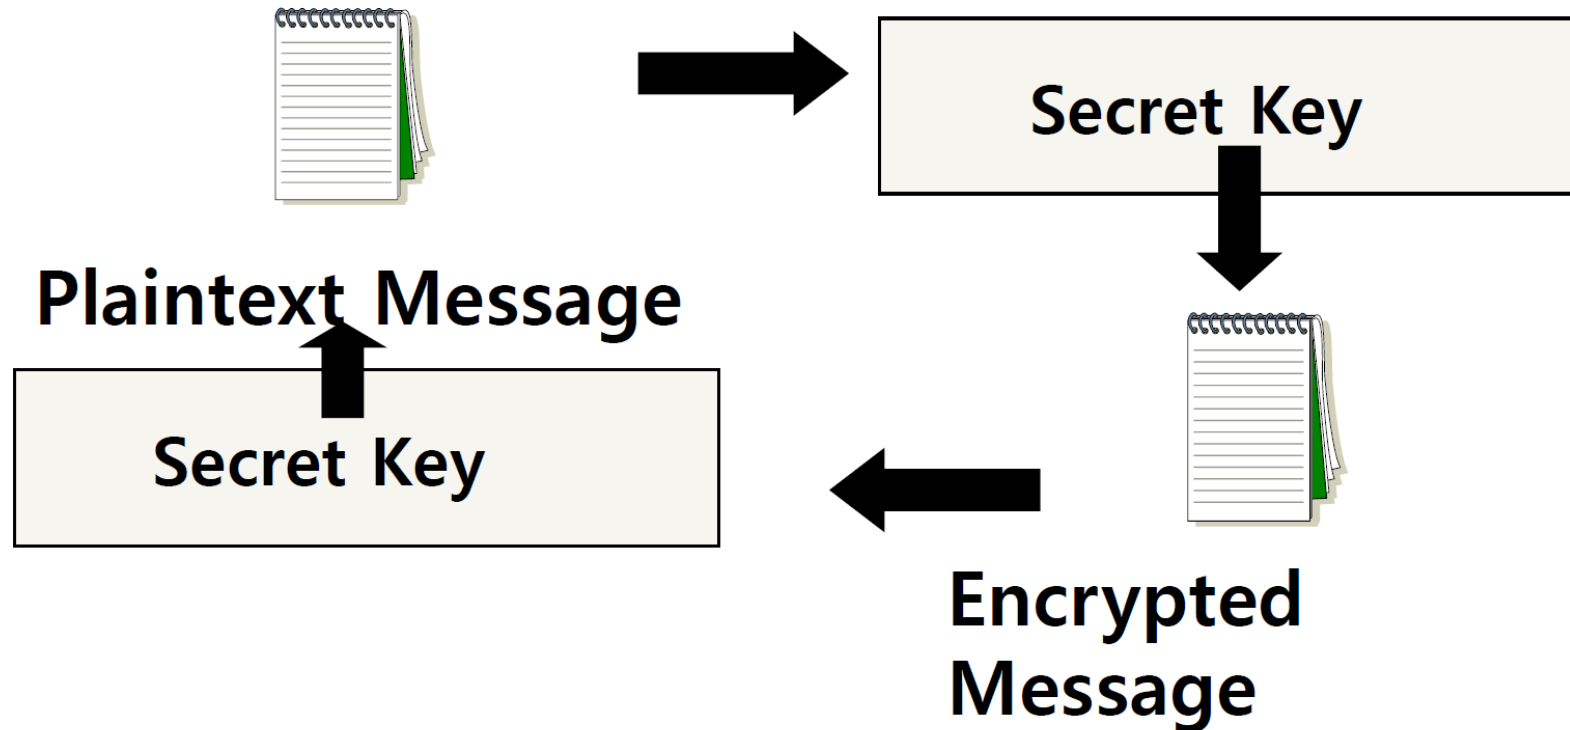 Secret Key
Plaintext Message
Secret Key
Encrypted
Message